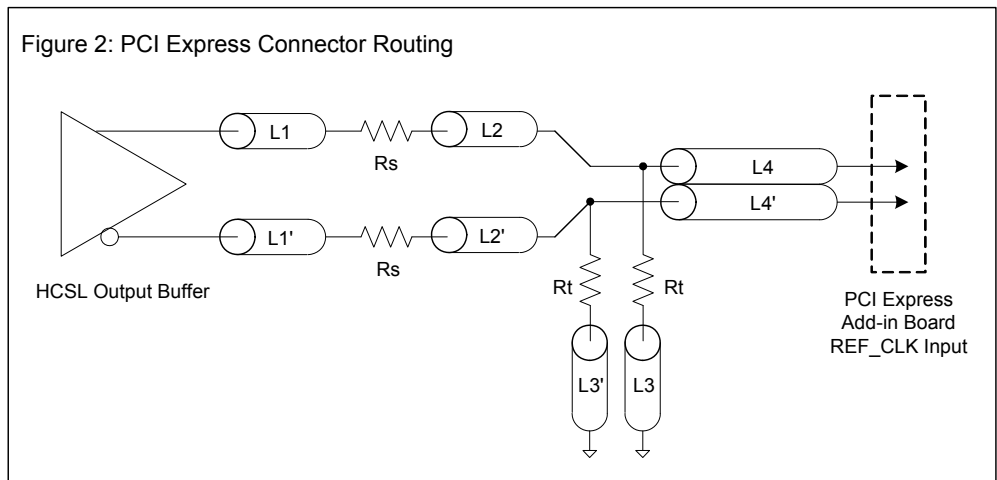 Figure 2: PCI Express Connector Routing
L1
Rs
L2
L4
L4'
L1'
Rs
L2'
HCSL Output Buffer
Rt
Rt
L3'
L3
PCI Express
Add-in Board
REF_CLK Input